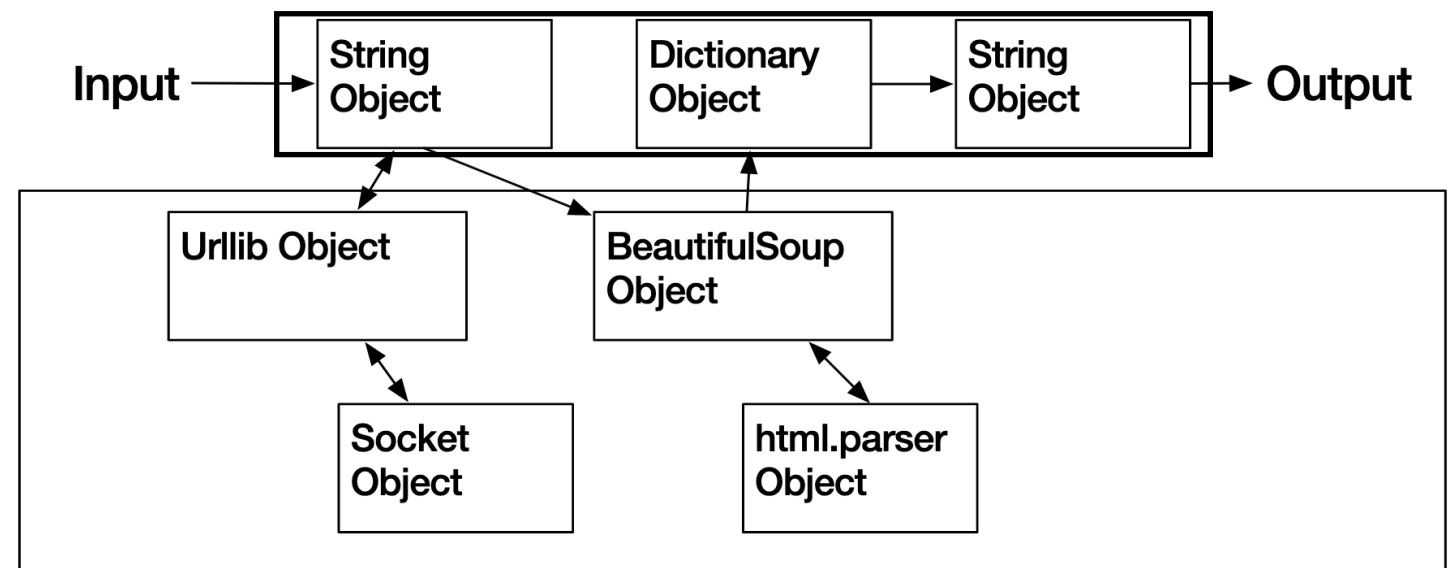 Input
String
Object
Dictionary
Object
String
Object
Output
Urllib Object
BeautifulSoup
Object
Socket
Object
html.parser
Object